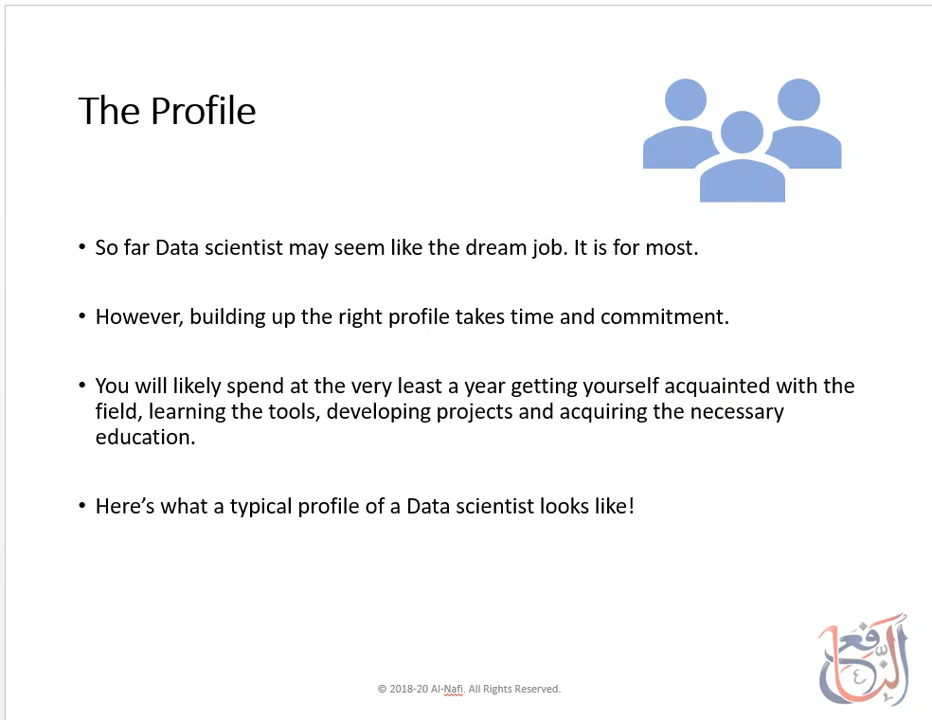 The Profile
• So far Data scientist may seem like the dream job. It is for most.
• However, building up the right profile takes time and commitment.
• You will likely spend at the very least a year getting yourself acquainted with the
field, learning the tools, developing projects and acquiring the necessary
education.
• Here’s what a typical profile of a Data scientist looks like!
© 2018-20 Al-Nafi. All Rights Reserved.